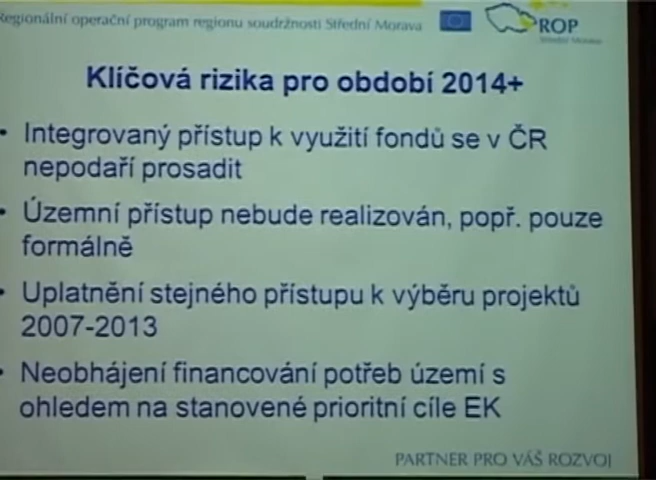 Regionální operační program regionu soudržnosti Střední Morava
ROP
Střední Morava
Klíčová rizika pro období 2014+
• Integrovaný přístup k využití fondů se v ČR
nepodaří prosadit
• Územní přístup nebude realizován, popř. pouze
formálně
• Uplatnění stejného přístupu k výběru projektů
2007-2013
• Neobhájení financování potřeb území s
ohledem na stanovené prioritní cíle EK
PARTNER PRO VÁŠ ROZVOJ